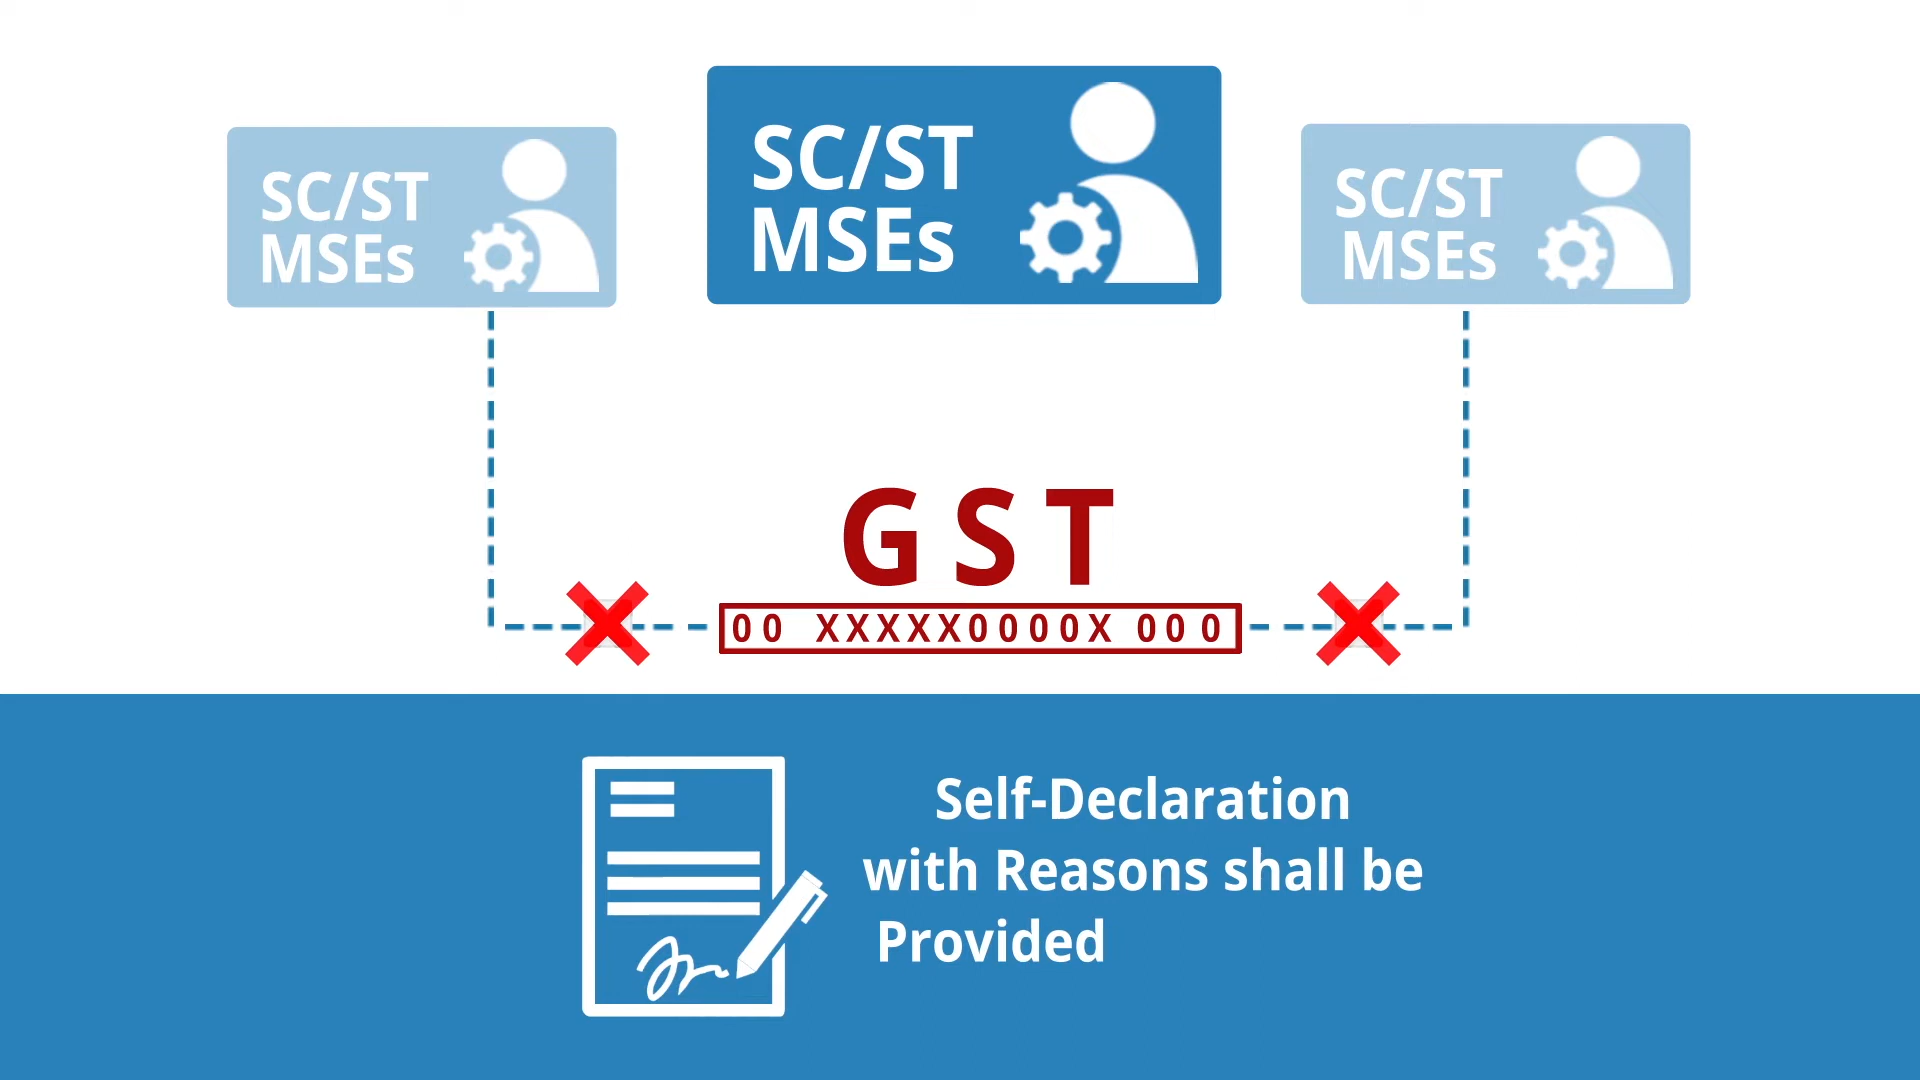 SC/ST
MSEs
SC/ST
MSEs
SC/ST
MSEs
GST
00 XXXXX0000X 000
Self-Declaration
with Reasons shall be
Provided